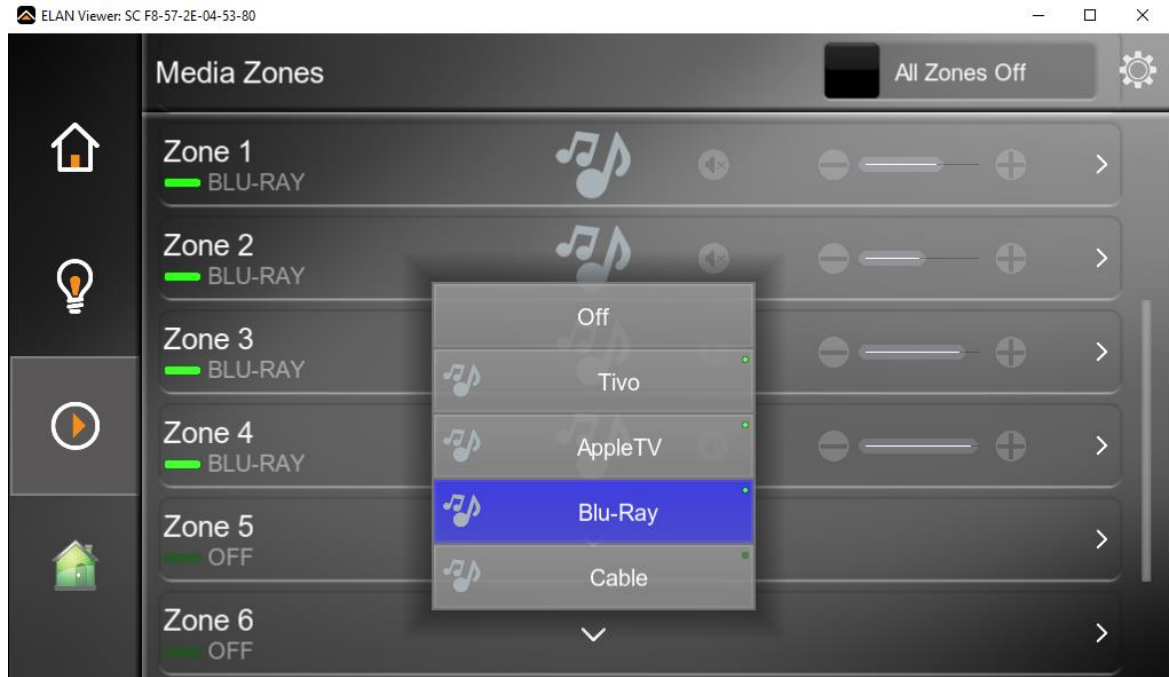 ELAN Viewer: SC F8-57-2E-04-53-80
Media Zones
All Zones Off
Zone 1
BLU-RAY
Zone 2
BLU-RAY
Zone 3
BLU-RAY
Zone 4
BLU-RAY
Zone 5
OFF
Zone 6
OFF
Off
Tivo
AppleTV
Blu-Ray
Cable